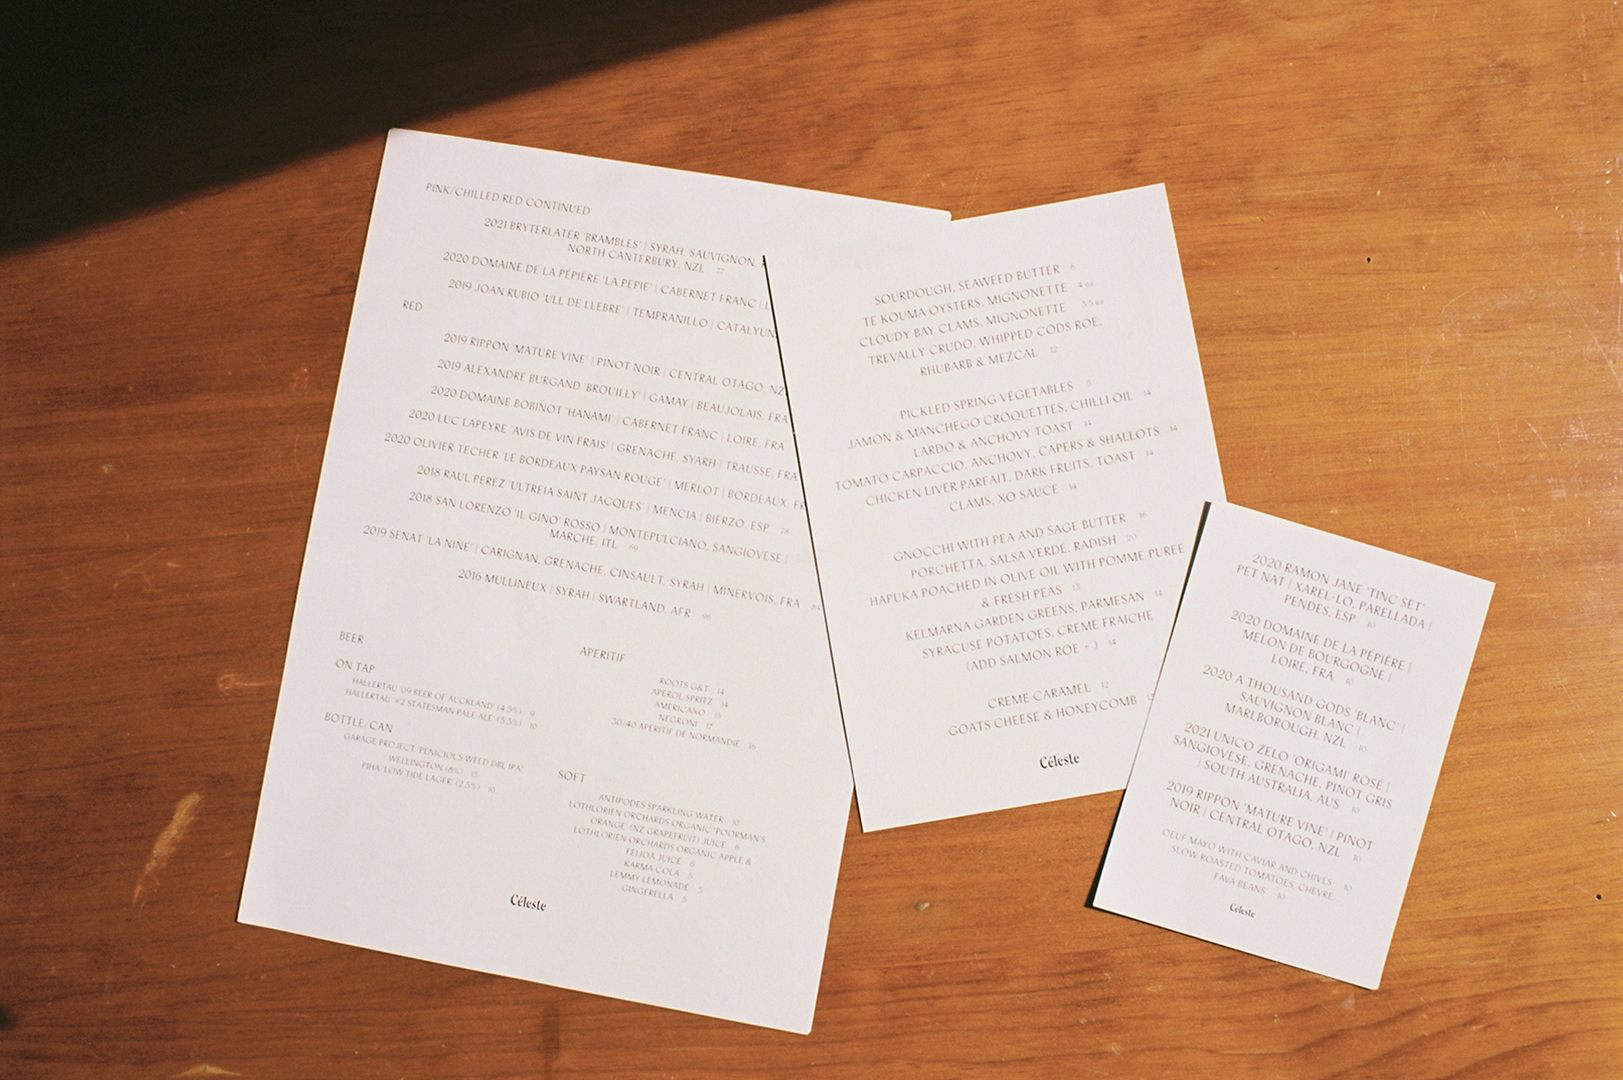 PINK/CHILLED RED CONTINUED
2021 BRYTERLATER 'BRAMBLES' | SYRAH, SAUVIGNON,
NORTH CANTERBURY, NZL 77
2020 DOMAINE DE LA PÉPIÈRE 'LA PEPIE' | CABERNET FRANC | L
2019 JOAN RUBIO 'ULL DE LLEBRE' | TEMPRANILLO | CATALYUN
RED
2019 RIPPON 'MATURE VINE' | PINOT NOIR | CENTRAL OTAGO, NZ
2019 ALEXANDRE BURGAND 'BROUILLY' | GAMAY | BEAUJOLAIS, FRA
2020 DOMAINE BOBINOT 'HANAMI' | CABERNET FRANC | LOIRE, FRA
2020 LUC LAPEYRE 'AVIS DE VIN FRAIS' | GRENACHE, SYARH | TRAUSSE, FRA
2020 OLIVIER TECHER 'LE BORDEAUX PAYSAN ROUGE' | MERLOT | BORDEAUX, FR
2018 RAUL PEREZ 'ULTREIA SAINT JACQUES' | MENCIA | BIERZO, ESP 78
2018 SAN LORENZO 'IL GINO' ROSSO | MONTEPULCIANO, SANGIOVESE |
MARCHE, ITL 69
2019 SENAT 'LA NINE' | CARIGNAN, GRENACHE, CINSAULT, SYRAH | MINERVOIS, FRA 84
2016 MULLINEUX | SYRAH | SWARTLAND, AFR 98
BEER
ON TAP
HALLERTAU '09 BEER OF AUCKLAND' (4.5%) 9
HALLERTAU '#2 STATESMAN PALE ALE' (5.3%) 10
BOTTLE/CAN
GARAGE PROJECT 'PENICIOUS WEED DBL IPA'
WELLINGTON (8%) 15
PIHA 'LOW TIDE LAGER' (2.5%) 10
APERITIF
ROOTS G&T 14
APEROL SPRITZ 14
AMERICANO 15
NEGRONI 17
30/40 APERITIF DE NORMANDIE 16
SOFT
ANTIPODES SPARKLING WATER 10
LOTHLORIEN ORCHARDS ORGANIC 'POORMAN'S
ORANGE' (NZ GRAPEFRUIT) JUICE 6
LOTHLORIEN ORCHARDS ORGANIC APPLE &
FEIJOA JUICE 6
KARMA COLA 5
LEMMY LEMONADE 5
GINGERELLA 5
Céleste
SOURDOUGH, SEAWEED BUTTER 8
TE KOUMA OYSTERS, MIGNONETTE 4 ea
CLOUDY BAY CLAMS, MIGNONETTE 3.5 ea
TREVALLY CRUDO, WHIPPED CODS ROE,
RHUBARB & MEZCAL 12
PICKLED SPRING VEGETABLES 5
JAMON & MANCHEGO CROQUETTES, CHILLI OIL 14
LARDO & ANCHOVY TOAST 14
TOMATO CARPACCIO, ANCHOVY, CAPERS & SHALLOTS 14
CHICKEN LIVER PARFAIT, DARK FRUITS, TOAST 14
CLAMS, XO SAUCE 14
GNOCCHI WITH PEA AND SAGE BUTTER 16
PORCHETTA, SALSA VERDE, RADISH 20
HAPUKA POACHED IN OLIVE OIL WITH POMME PUREE
& FRESH PEAS
KELMARNA GARDEN GREENS, PARMESAN 14
SYRACUSE POTATOES, CREME FRAICHE
(ADD SALMON ROE + ) 14
CREME CARAMEL 12
GOATS CHEESE & HONEYCOMB
Céleste
2020 RAMON JANE 'TINC SET'
PET NAT | XAREL-LO, PARELLADA |
PENDES, ESP 10
2020 DOMAINE DE LA PÉPIÈRE |
MELON DE BOURGOGNE |
LOIRE, FRA 10
2020 A THOUSAND GODS 'BLANC' |
SAUVIGNON BLANC |
MARLBOROUGH, NZL 10
2021 UNICO ZELO 'ORIGAMI' ROSÉ |
SANGIOVESE, GRENACHE, PINOT GRIS
| SOUTH AUSTRALIA, AUS 10
2019 RIPPON 'MATURE VINE' | PINOT
NOIR | CENTRAL OTAGO, NZL 10
OEUF MAYO WITH CAVIAR AND CHIVES 10
SLOW ROASTED TOMATOES, CHEVRE,
FAVA BEANS 10
Céleste